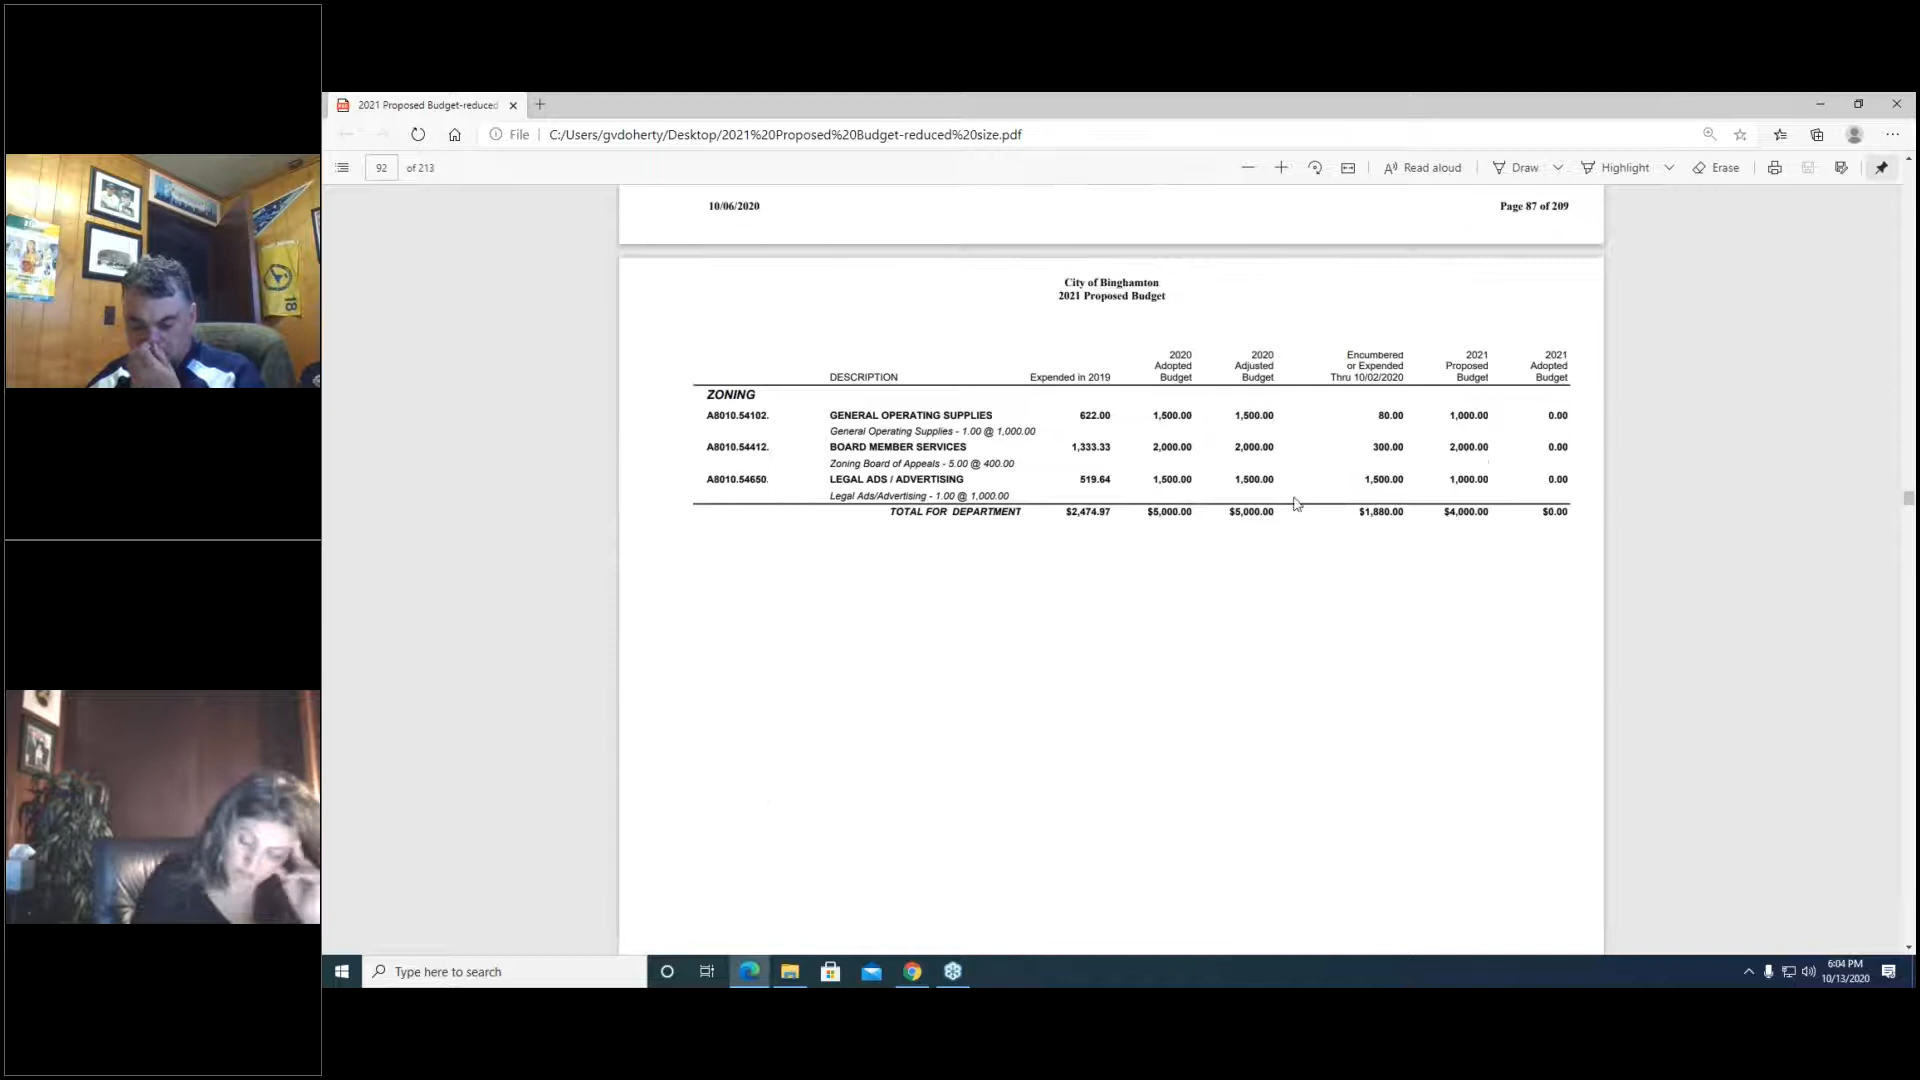 2021 Proposed Budget-reduced
File C:/Users/gvdoherty/Desktop/2021%20Proposed%20Budget-reduced%20size.pdf
92 of 213 Read aloud Draw Highlight Erase
10/06/2020 Page 87 of 209
City of Binghamton
2021 Proposed Budget
2020 2020 Encumbered 2021 2021
Adopted Adjusted or Expended Proposed Adopted
DESCRIPTION Expended in 2019 Budget Budget Thru 10/02/2020 Budget Budget
ZONING
A8010.54102. GENERAL OPERATING SUPPLIES 622.00 1,500.00 1,500.00 80.00 1,000.00 0.00
General Operating Supplies - 1.00 @ 1,000.00
A8010.54412. BOARD MEMBER SERVICES 1,333.33 2,000.00 2,000.00 300.00 2,000.00 0.00
Zoning Board of Appeals - 5.00 @ 400.00
A8010.54650. LEGAL ADS / ADVERTISING 519.64 1,500.00 1,500.00 1,500.00 1,000.00 0.00
Legal Ads/Advertising - 1.00 @ 1,000.00
TOTAL FOR DEPARTMENT $2,474.97 $5,000.00 $5,000.00 $1,880.00 $4,000.00 $0.00
18
Type here to search
6:04 PM
10/13/2020